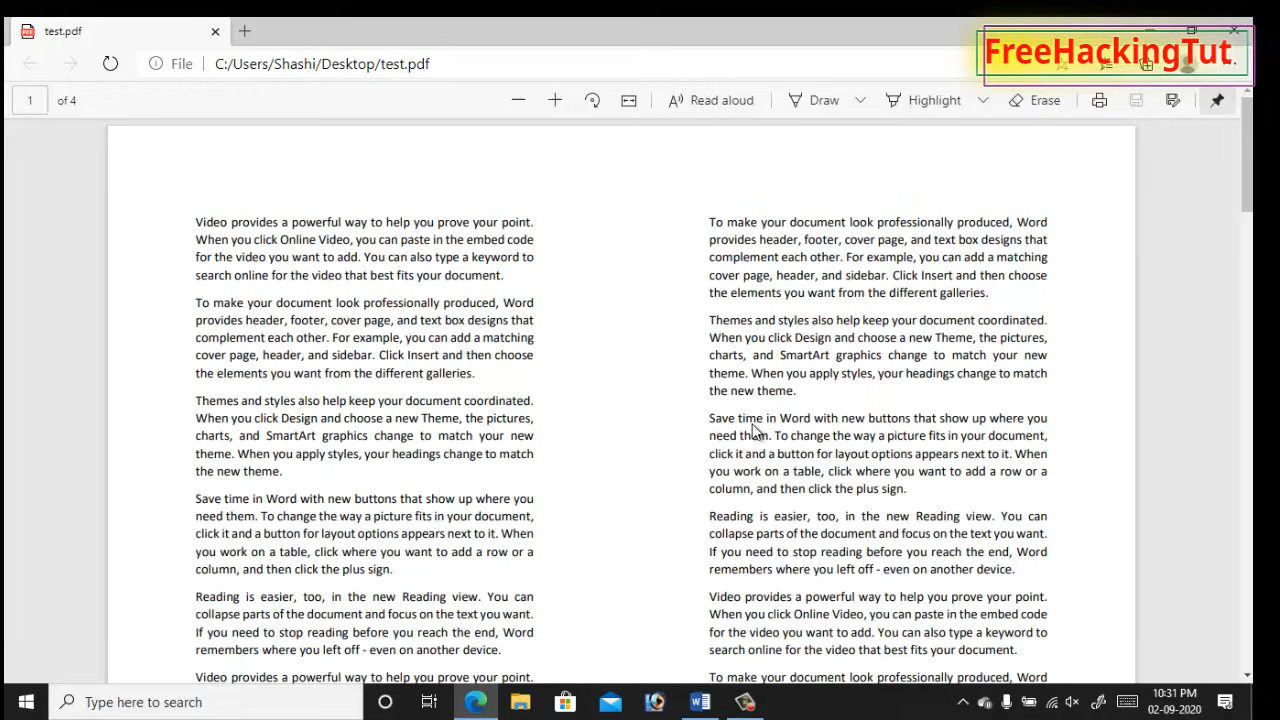 test.pdf
FreeHackingTut
File C:/Users/Shashi/Desktop/test.pdf
1 of 4
Read aloud
Draw
Highlight
Erase
Video provides a powerful way to help you prove your point.
When you click Online Video, you can paste in the embed code
for the video you want to add. You can also type a keyword to
search online for the video that best fits your document.
To make your document look professionally produced, Word
provides header, footer, cover page, and text box designs that
complement each other. For example, you can add a matching
cover page, header, and sidebar. Click Insert and then choose
the elements you want from the different galleries.
Themes and styles also help keep your document coordinated.
When you click Design and choose a new Theme, the pictures,
charts, and SmartArt graphics change to match your new
theme. When you apply styles, your headings change to match
the new theme.
Save time in Word with new buttons that show up where you
need them. To change the way a picture fits in your document,
click it and a button for layout options appears next to it. When
you work on a table, click where you want to add a row or a
column, and then click the plus sign.
Reading is easier, too, in the new Reading view. You can
collapse parts of the document and focus on the text you want.
If you need to stop reading before you reach the end, Word
remembers where you left off - even on another device.
Video provides a powerful way to help you prove your point.
To make your document look professionally produced, Word
provides header, footer, cover page, and text box designs that
complement each other. For example, you can add a matching
cover page, header, and sidebar. Click Insert and then choose
the elements you want from the different galleries.
Themes and styles also help keep your document coordinated.
When you click Design and choose a new Theme, the pictures,
charts, and SmartArt graphics change to match your new
theme. When you apply styles, your headings change to match
the new theme.
Save time in Word with new buttons that show up where you
need them. To change the way a picture fits in your document,
click it and a button for layout options appears next to it. When
you work on a table, click where you want to add a row or a
column, and then click the plus sign.
Reading is easier, too, in the new Reading view. You can
collapse parts of the document and focus on the text you want.
If you need to stop reading before you reach the end, Word
remembers where you left off - even on another device.
Video provides a powerful way to help you prove your point.
When you click Online Video, you can paste in the embed code
for the video you want to add. You can also type a keyword to
search online for the video that best fits your document.
To make your document look professionally produced, Word
Type here to search
10:31 PM
02-09-2020